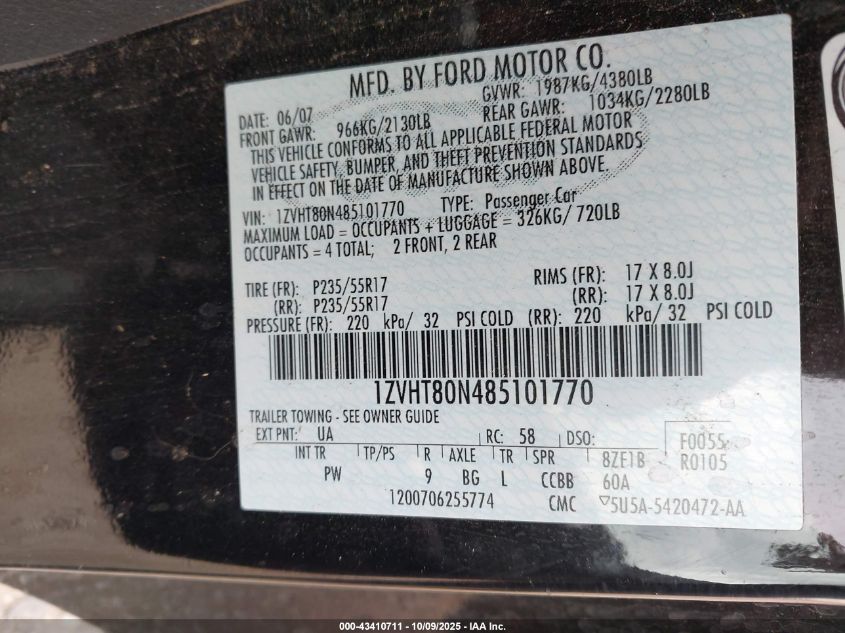 MFD. BY FORD MOTOR CO.
DATE: 06/07 GVWR: 1987KG/4380LB
FRONT GAWR: 966KG/2130LB REAR GAWR: 1034KG/2280LB
THIS VEHICLE CONFORMS TO ALL APPLICABLE FEDERAL MOTOR
VEHICLE SAFETY, BUMPER, AND THEFT PREVENTION STANDARDS
IN EFFECT ON THE DATE OF MANUFACTURE SHOWN ABOVE.
VIN: 1ZVHT80N485101770 TYPE: Passenger Car
MAXIMUM LOAD = OCCUPANTS + LUGGAGE = 326KG/ 720LB
OCCUPANTS = 4 TOTAL; 2 FRONT, 2 REAR
TIRE (FR): P235/55R17 RIMS (FR): 17 X 8.0J
(RR): P235/55R17 (RR): 17 X 8.0J
PRESSURE (FR): 220 kPa/ 32 PSI COLD (RR): 220 kPa/ 32 PSI COLD
1ZVHT80N485101770
TRAILER TOWING - SEE OWNER GUIDE
EXT PNT: UA RC: 58 DSO: F0055
INT TR TP/PS R AXLE TR SPR 8ZE1B R0105
PW 9 BG L CCBB 60A
1200706255774 CMC ▽5U5A-5420472-AA
000-43410711 - 10/09/2025 - IAA Inc.